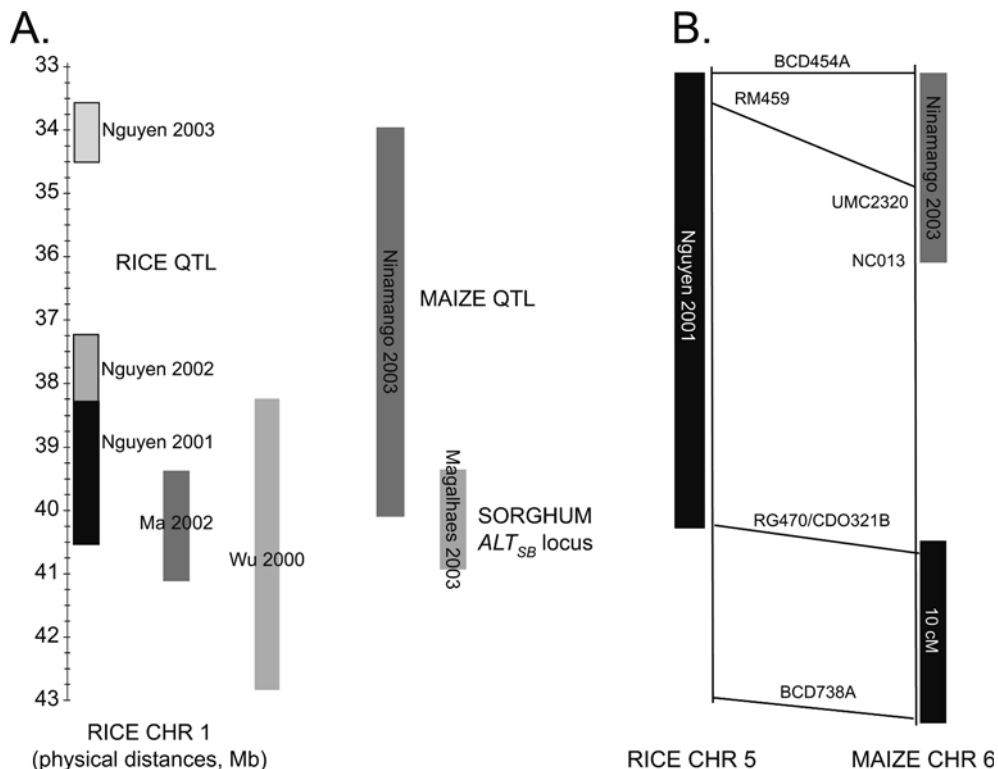 A.
33
34
35
36
37
38
39
40
41
42
43
Nguyen 2003
RICE QTL
Nguyen 2002
Nguyen 2001
Ma 2002
Wu 2000
Ninamango 2003
MAIZE QTL
Magalhaes 2003
SORGHUM
ALT_SB locus
RICE CHR 1
(physical distances, Mb)
B.
BCD454A
RM459
Nguyen 2001
Ninamango 2003
UMC2320
NC013
RG470/CDO321B
10 cM
BCD738A
RICE CHR 5
MAIZE CHR 6